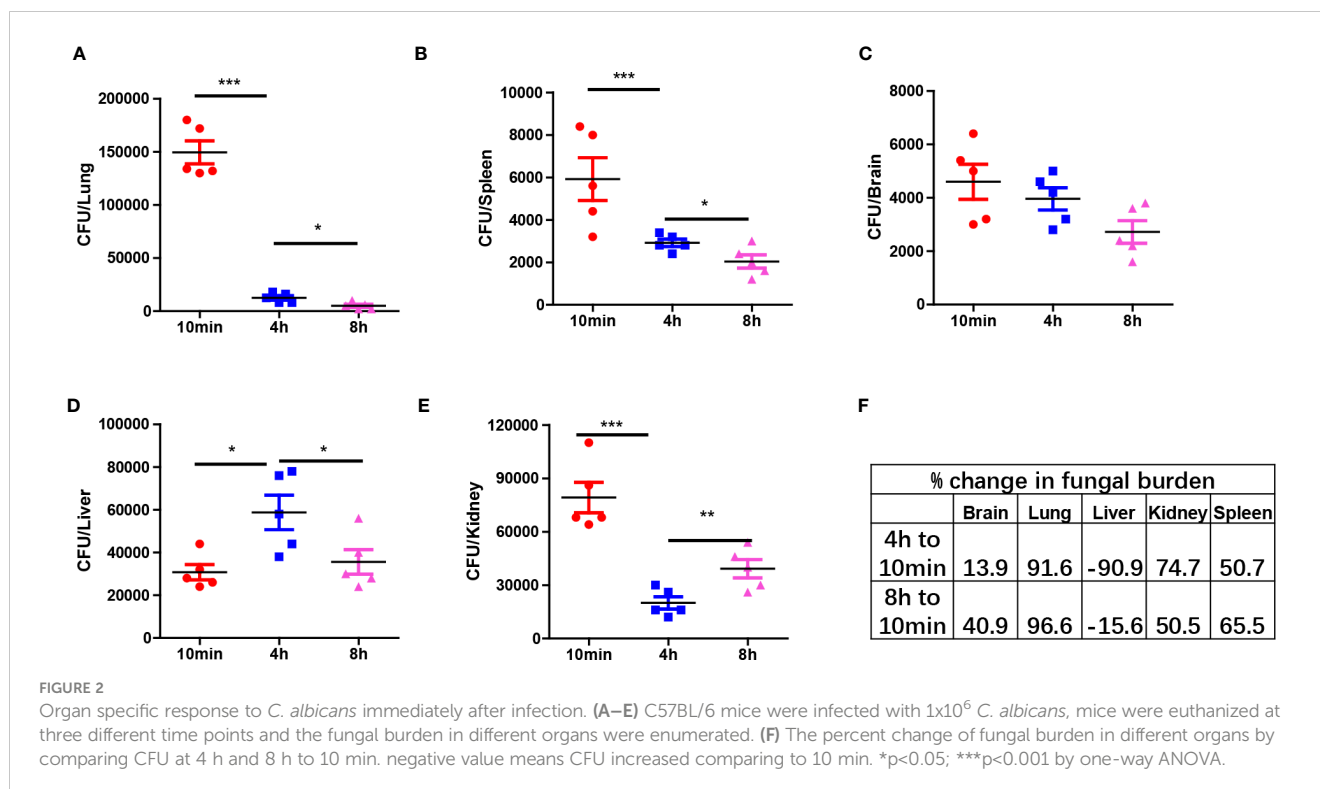 A
***
*
CFU/Lung
200000
150000
100000
50000
0
10min
4h
8h
B
***
*
CFU/Spleen
10000
8000
6000
4000
2000
0
10min
4h
8h
C
CFU/Brain
8000
6000
4000
2000
0
10min
4h
8h
D
*
*
CFU/Liver
100000
80000
60000
40000
20000
0
10min
4h
8h
E
***
**
CFU/Kidney
120000
90000
60000
30000
0
10min
4h
8h
F
% change in fungal burden
Brain Lung Liver Kidney Spleen
4h to
10min 13.9 91.6 -90.9 74.7 50.7
8h to
10min 40.9 96.6 -15.6 50.5 65.5
FIGURE 2
Organ specific response to C. albicans immediately after infection. (A–E) C57BL/6 mice were infected with 1x10⁶ C. albicans, mice were euthanized at
three different time points and the fungal burden in different organs were enumerated. (F) The percent change of fungal burden in different organs by
comparing CFU at 4 h and 8 h to 10 min. negative value means CFU increased comparing to 10 min. *p<0.05; ***p<0.001 by one-way ANOVA.